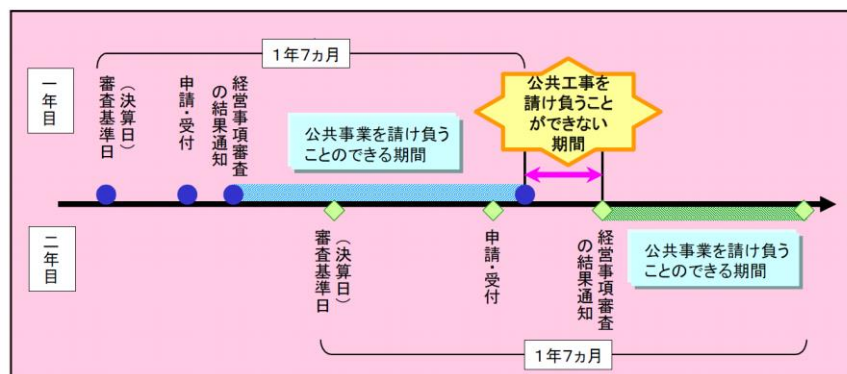 1年7ヵ月
一年目
審査基準日
（決算日）
申請・受付
経営事項審査
の結果通知
公共事業を請け負う
ことのできる期間
公共工事を
請け負うこと
ができない
期間
二年目
審査基準日
（決算日）
申請・受付
経営事項審査
の結果通知
公共事業を請け負う
ことのできる期間
1年7ヵ月